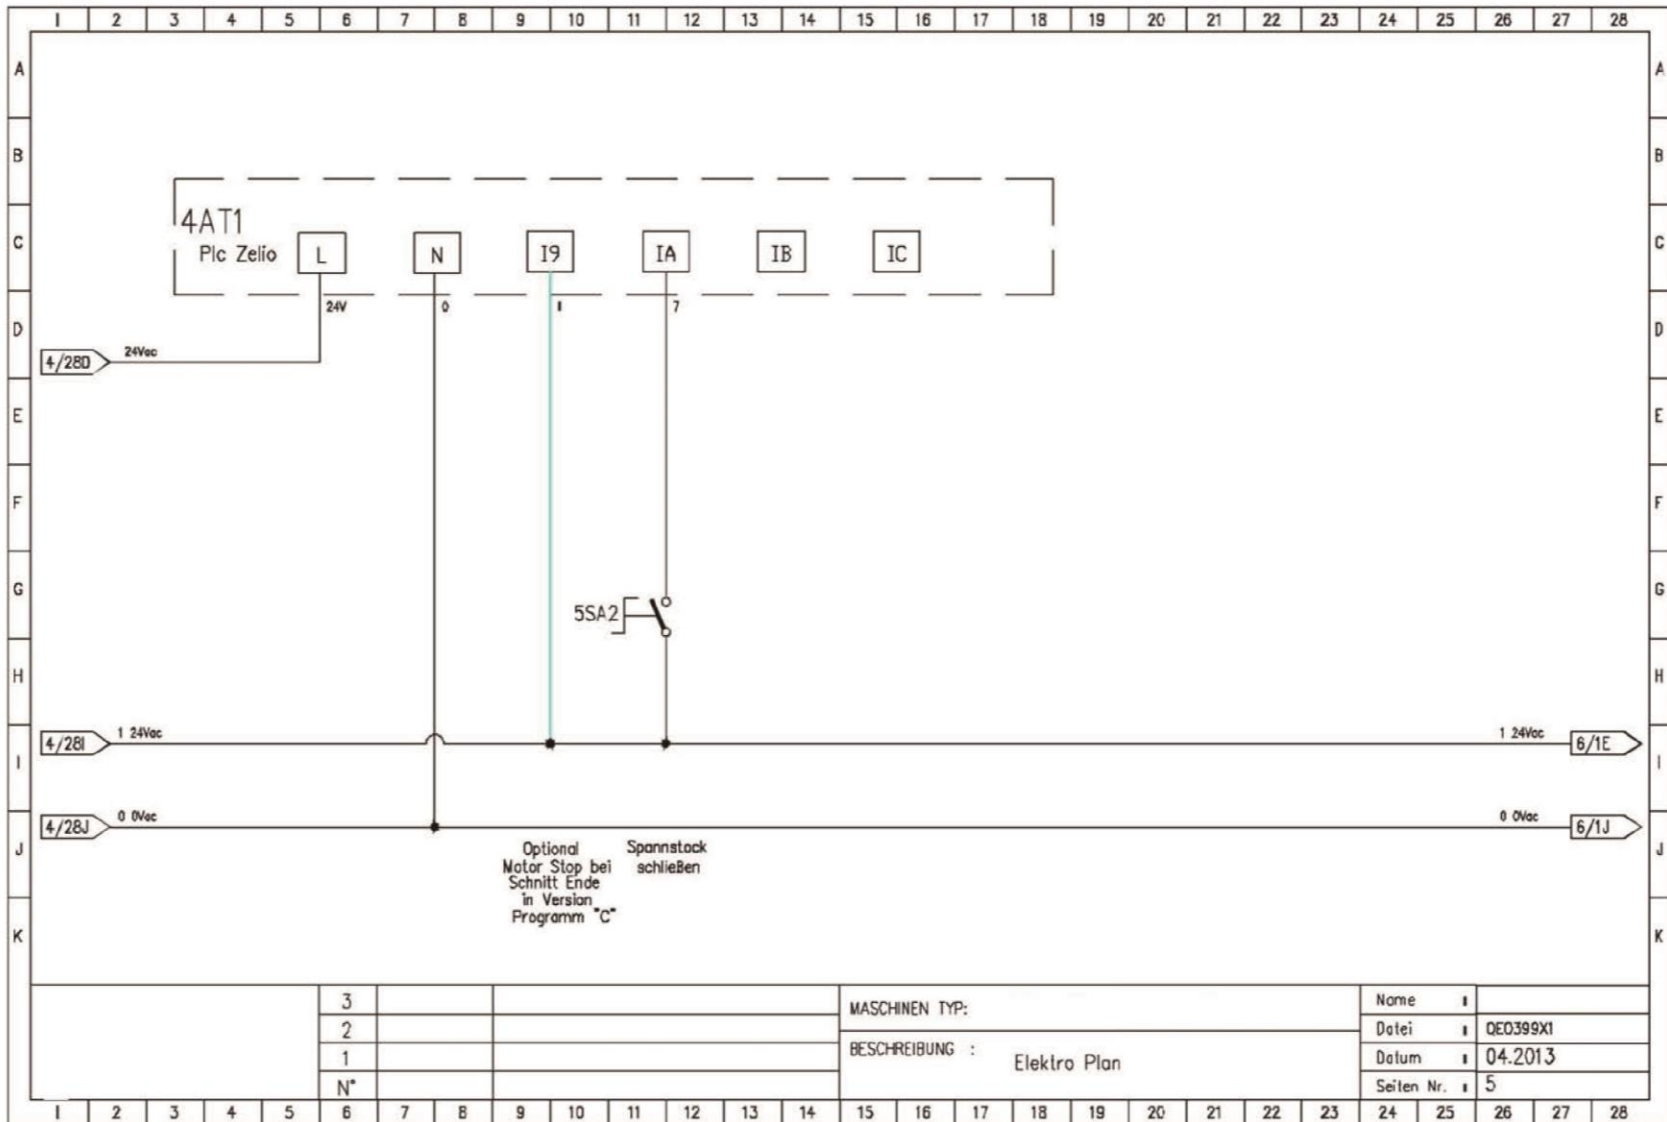 I 2 3 4 5 6 7 8 9 10 11 12 13 14 15 16 17 18 19 20 21 22 23 24 25 26 27 28
A A
B B
4AT1
Plc Zelio L N I9 IA IB IC
C C
24V 0 1 7
D D
4/28D 24Vac
E E
F F
G G
5SA2
H H
4/28I 1 24Vac 1 24Vac 6/1E
I I
4/28J 0 0Vac 0 0Vac 6/1J
J J
Optional
Motor Stop bei
Schnitt Ende
in Version
Programm "C"
Spannstock
schließen
K K
3
2
1
N°
MASCHINEN TYP:
BESCHREIBUNG : Elektro Plan
Name :
Datei : QE0399X1
Datum : 04.2013
Seiten Nr. : 5
I 2 3 4 5 6 7 8 9 10 11 12 13 14 15 16 17 18 19 20 21 22 23 24 25 26 27 28